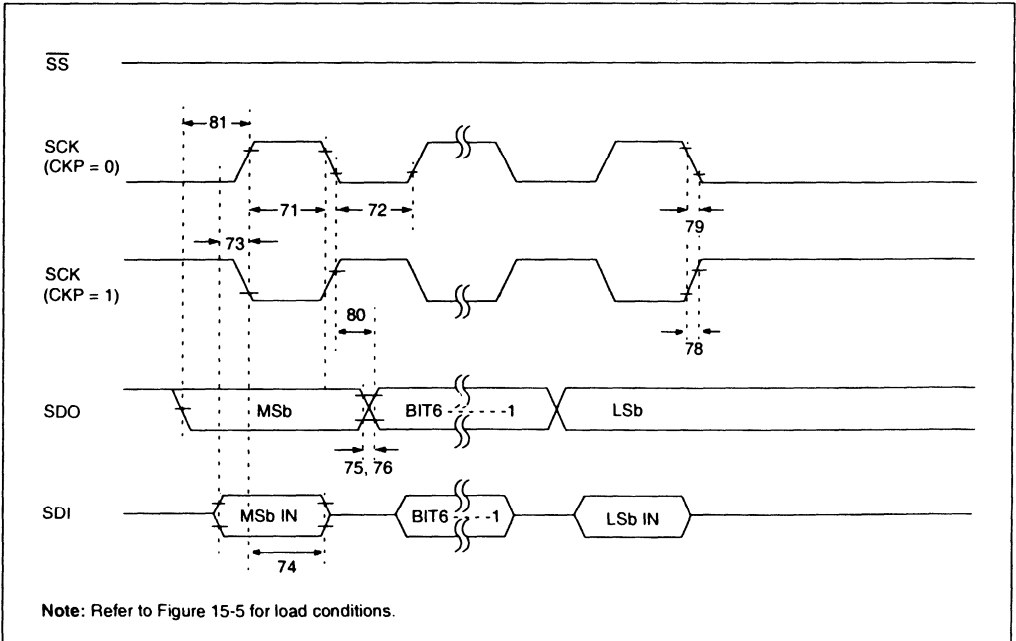 SS
81
SCK
(CKP = 0)
71
72
79
73
SCK
(CKP = 1)
80
78
SDO
MSb
BIT6 - - - - - - 1
LSb
75, 76
SDI
MSb IN
BIT6 - - - - 1
LSb IN
74
Note: Refer to Figure 15-5 for load conditions.